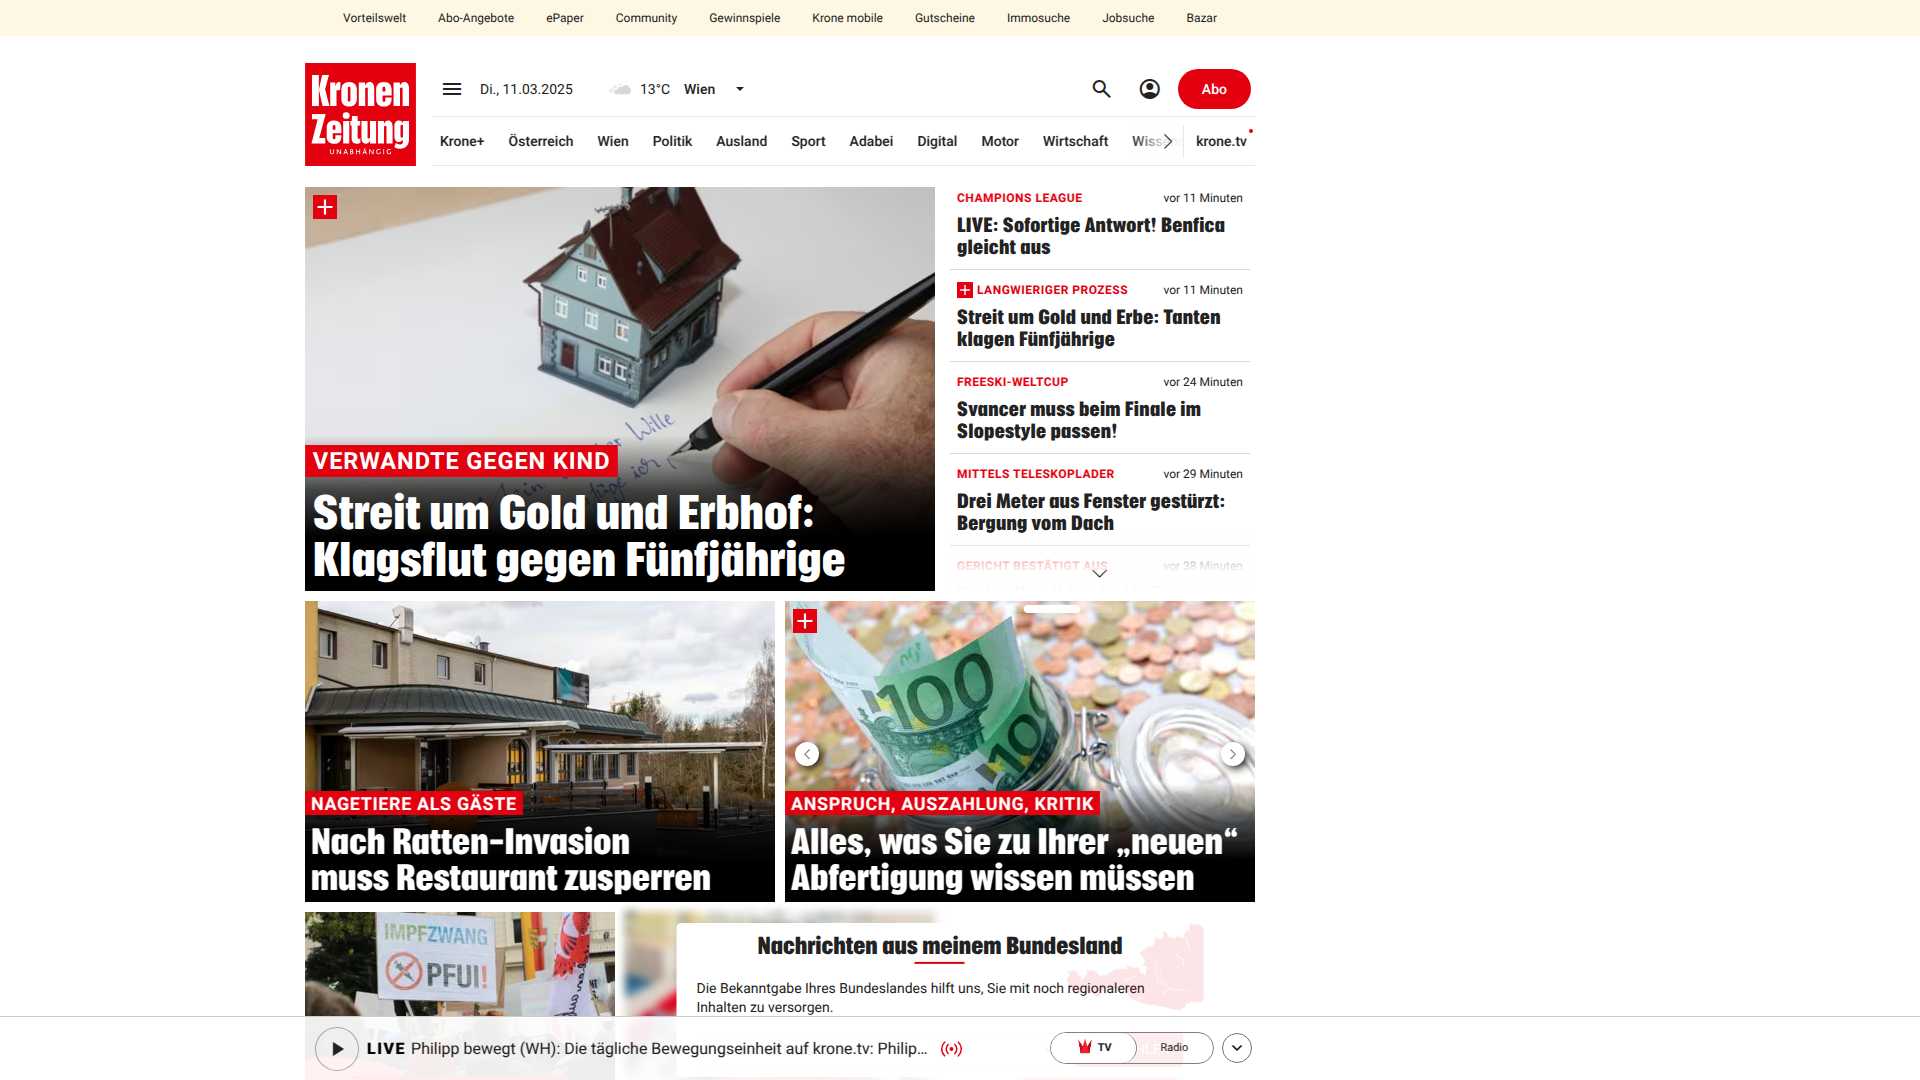 Vorteilswelt Abo-Angebote ePaper Community Gewinnspiele Krone mobile Gutscheine Immosuche Jobsuche Bazar
Kronen
Zeitung
UNABHÄNGIG
Di., 11.03.2025 13°C Wien
Abo
Krone+ Österreich Wien Politik Ausland Sport Adabei Digital Motor Wirtschaft krone.tv
VERWANDTE GEGEN KIND
Streit um Gold und Erbhof:
Klagsflut gegen Fünfjährige
Wille
ich
CHAMPIONS LEAGUE vor 11 Minuten
LIVE: Sofortige Antwort! Benfica
gleicht aus
LANGWIERIGER PROZESS vor 11 Minuten
Streit um Gold und Erbe: Tanten
klagen Fünfjährige
FREESKI-WELTCUP vor 24 Minuten
Svancer muss beim Finale im
Slopestyle passen!
MITTELS TELESKOPLADER vor 29 Minuten
Drei Meter aus Fenster gestürzt:
Bergung vom Dach
GERICHT BESTÄTIGT AUS vor 38 Minuten
NAGETIERE ALS GÄSTE
Nach Ratten-Invasion
muss Restaurant zusperren
100
100
ANSPRUCH, AUSZAHLUNG, KRITIK
Alles, was Sie zu Ihrer „neuen“
Abfertigung wissen müssen
IMPFZWANG
PFUI!
Nachrichten aus meinem Bundesland
Die Bekanntgabe Ihres Bundeslandes hilft uns, Sie mit noch regionaleren
Inhalten zu versorgen.
LIVE Philipp bewegt (WH): Die tägliche Bewegungseinheit auf krone.tv: Philip...
TV Radio